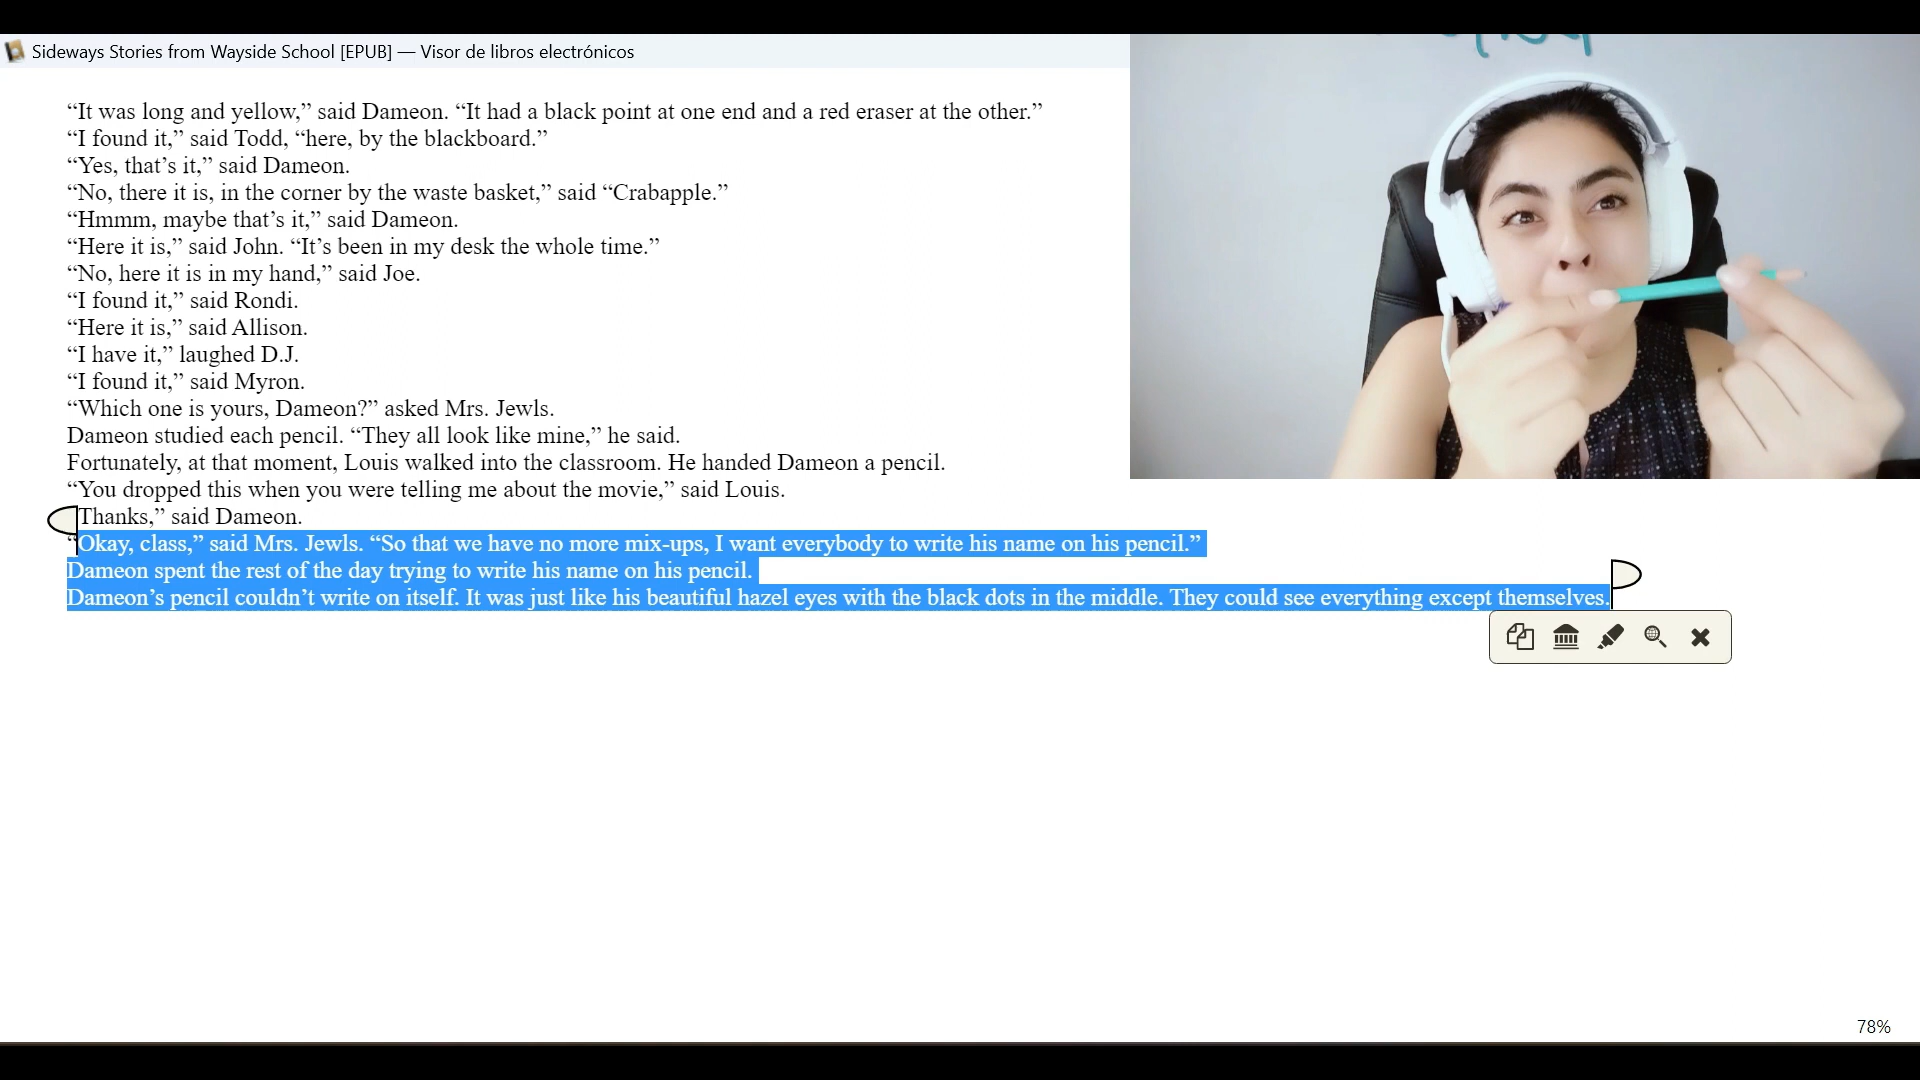 Sideways Stories from Wayside School [EPUB] — Visor de libros electrónicos
“It was long and yellow,” said Dameon. “It had a black point at one end and a red eraser at the other.”
“I found it,” said Todd, “here, by the blackboard.”
“Yes, that’s it,” said Dameon.
“No, there it is, in the corner by the waste basket,” said “Crabapple.”
“Hmmm, maybe that’s it,” said Dameon.
“Here it is,” said John. “It’s been in my desk the whole time.”
“No, here it is in my hand,” said Joe.
“I found it,” said Rondi.
“Here it is,” said Allison.
“I have it,” laughed D.J.
“I found it,” said Myron.
“Which one is yours, Dameon?” asked Mrs. Jewls.
Dameon studied each pencil. “They all look like mine,” he said.
Fortunately, at that moment, Louis walked into the classroom. He handed Dameon a pencil.
“You dropped this when you were telling me about the movie,” said Louis.
Thanks,” said Dameon.
“Okay, class,” said Mrs. Jewls. “So that we have no more mix-ups, I want everybody to write his name on his pencil.”
Dameon spent the rest of the day trying to write his name on his pencil.
Dameon’s pencil couldn’t write on itself. It was just like his beautiful hazel eyes with the black dots in the middle. They could see everything except themselves.
78%